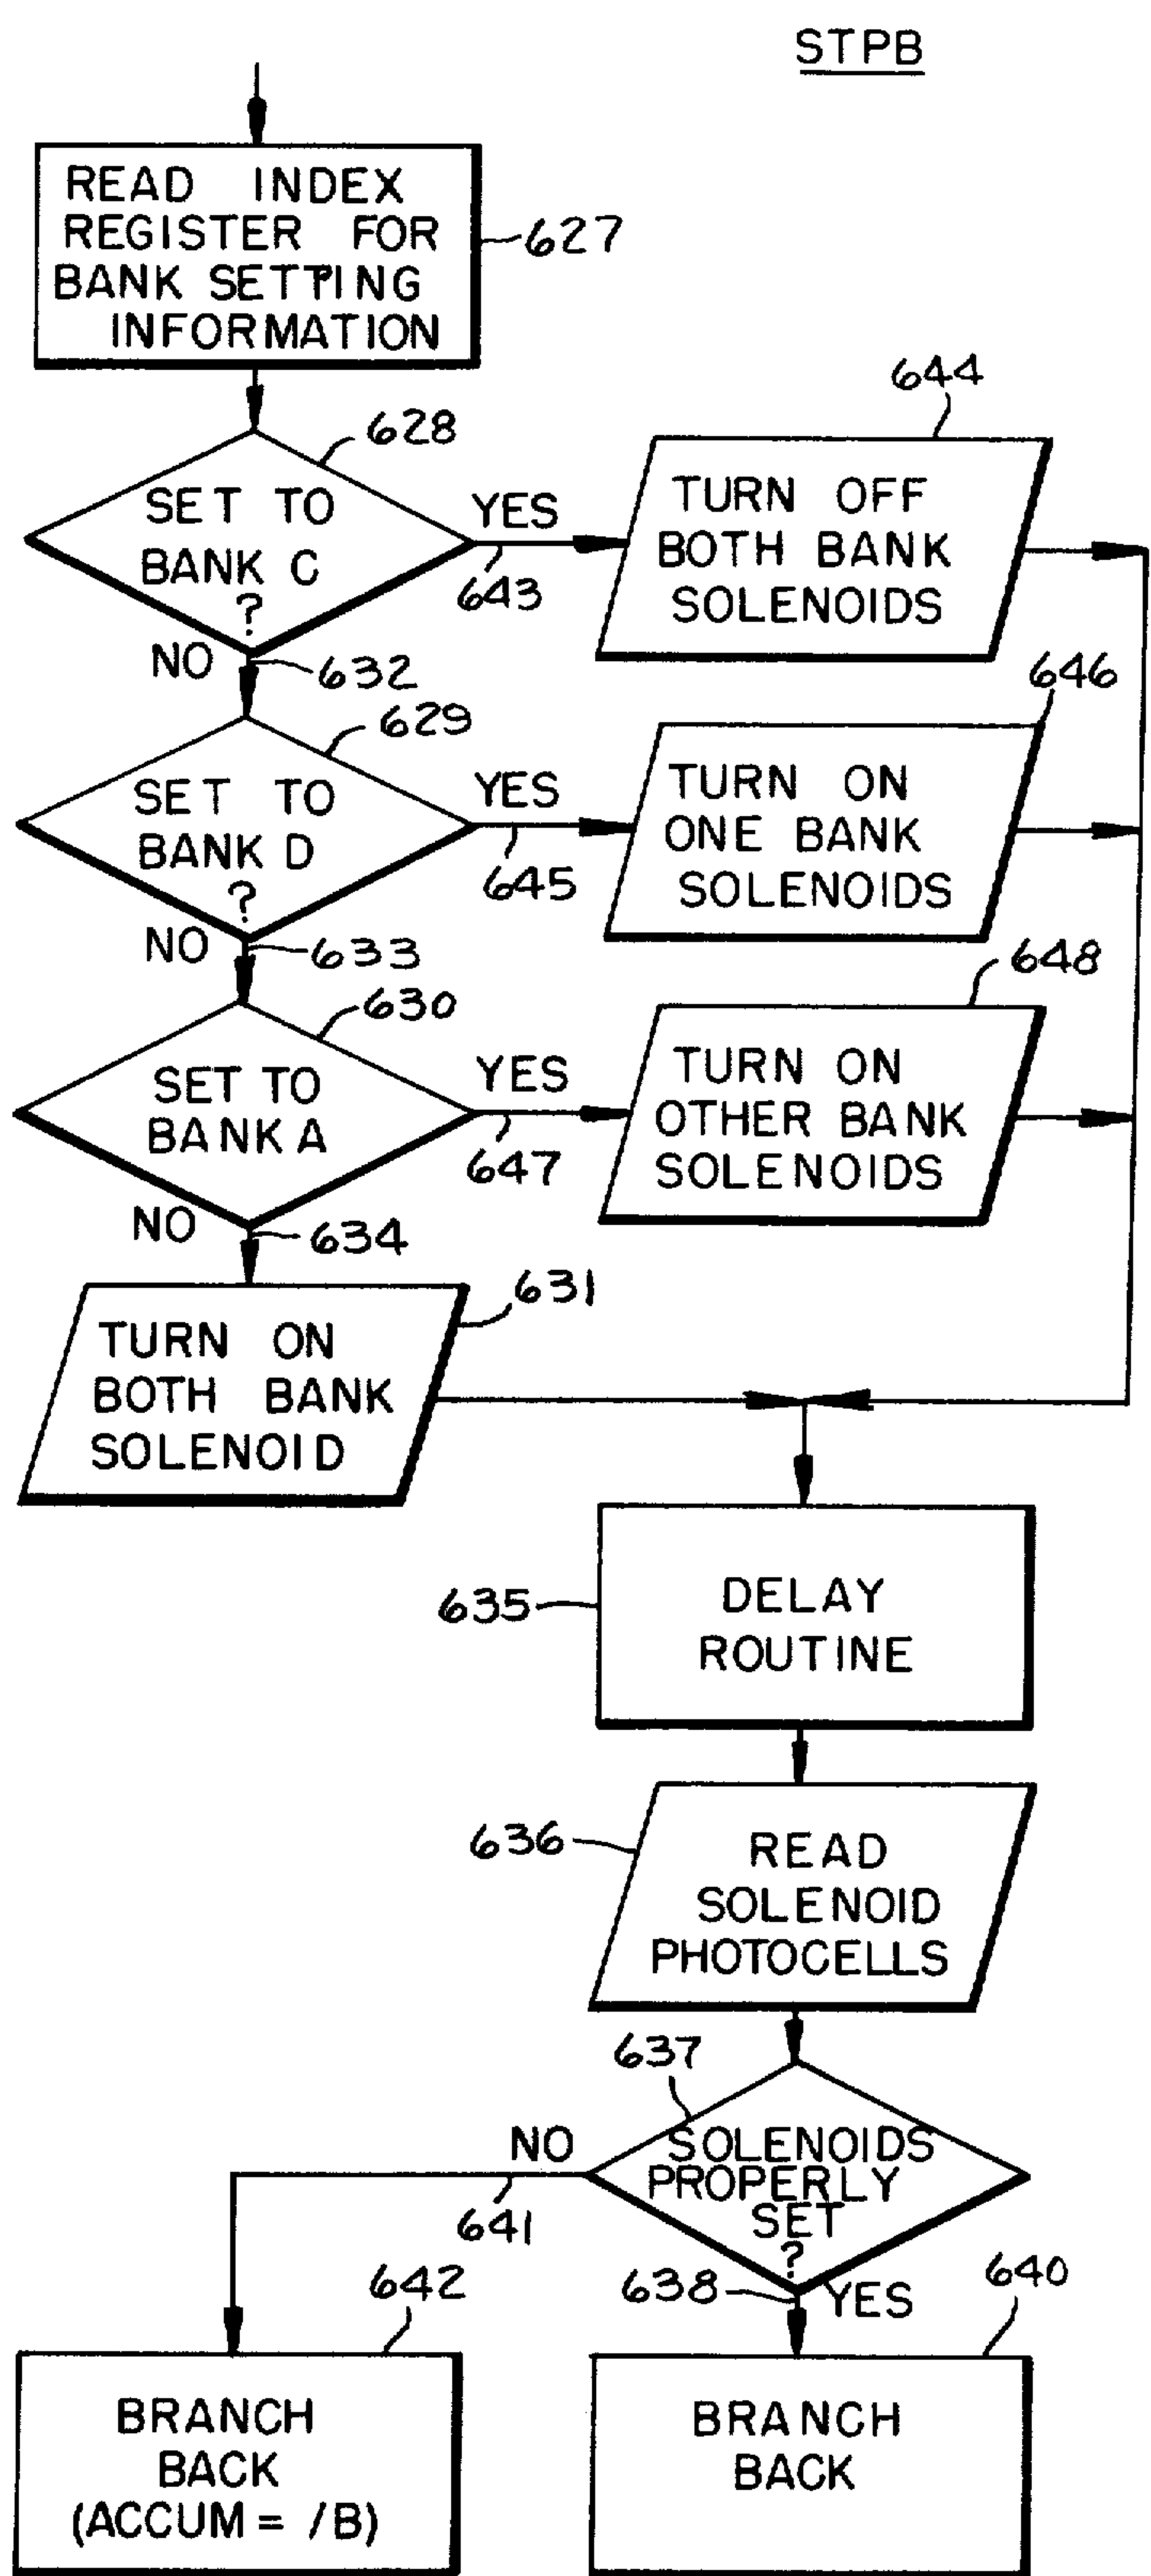 STPB
READ INDEX
REGISTER FOR
BANK SETTING
INFORMATION
627
628
SET TO
BANK C
?
YES
643
644
TURN OFF
BOTH BANK
SOLENOIDS
NO
632
629
SET TO
BANK D
?
YES
645
646
TURN ON
ONE BANK
SOLENOIDS
NO
633
630
SET TO
BANK A
YES
647
648
TURN ON
OTHER BANK
SOLENOIDS
NO
634
631
TURN ON
BOTH BANK
SOLENOID
635
DELAY
ROUTINE
636
READ
SOLENOID
PHOTOCELLS
637
SOLENOIDS
PROPERLY
SET
?
NO
641
638
YES
642
BRANCH
BACK
(ACCUM = /B)
640
BRANCH
BACK